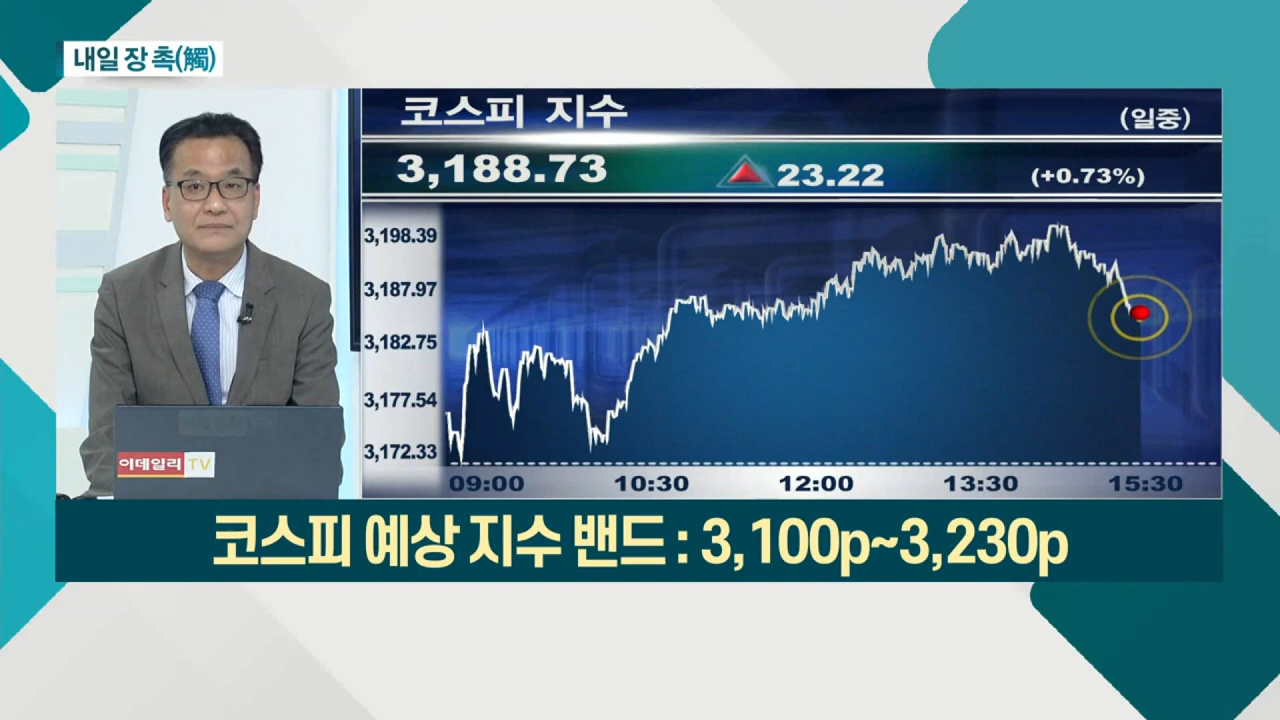 내일 장 촉(觸)
코스피 지수
(일중)
3,188.73 23.22 (+0.73%)
3,198.39
3,187.97
3,182.75
3,177.54
3,172.33
09:00 10:30 12:00 13:30 15:30
이데일리 TV
코스피 예상 지수 밴드 : 3,100p~3,230p